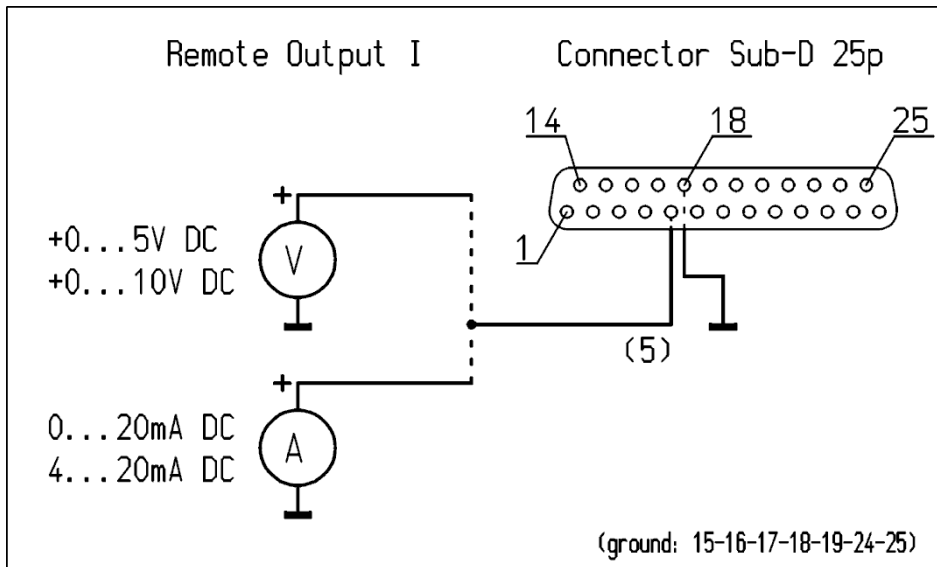 Remote Output I
Connector Sub-D 25p
14
18
25
1
+
V
+0...5V DC
+0...10V DC
(5)
+
A
0...20mA DC
4...20mA DC
(ground: 15-16-17-18-19-24-25)